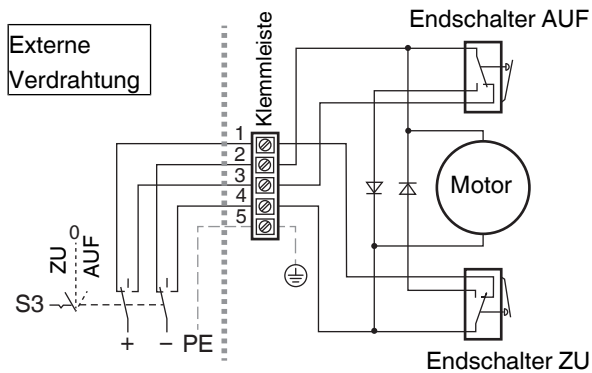 Externe
Verdrahtung
Klemmleiste
Endschalter AUF
1
2
3
4
5
Motor
ZU
0
AUF
S3
+
–
PE
Endschalter ZU